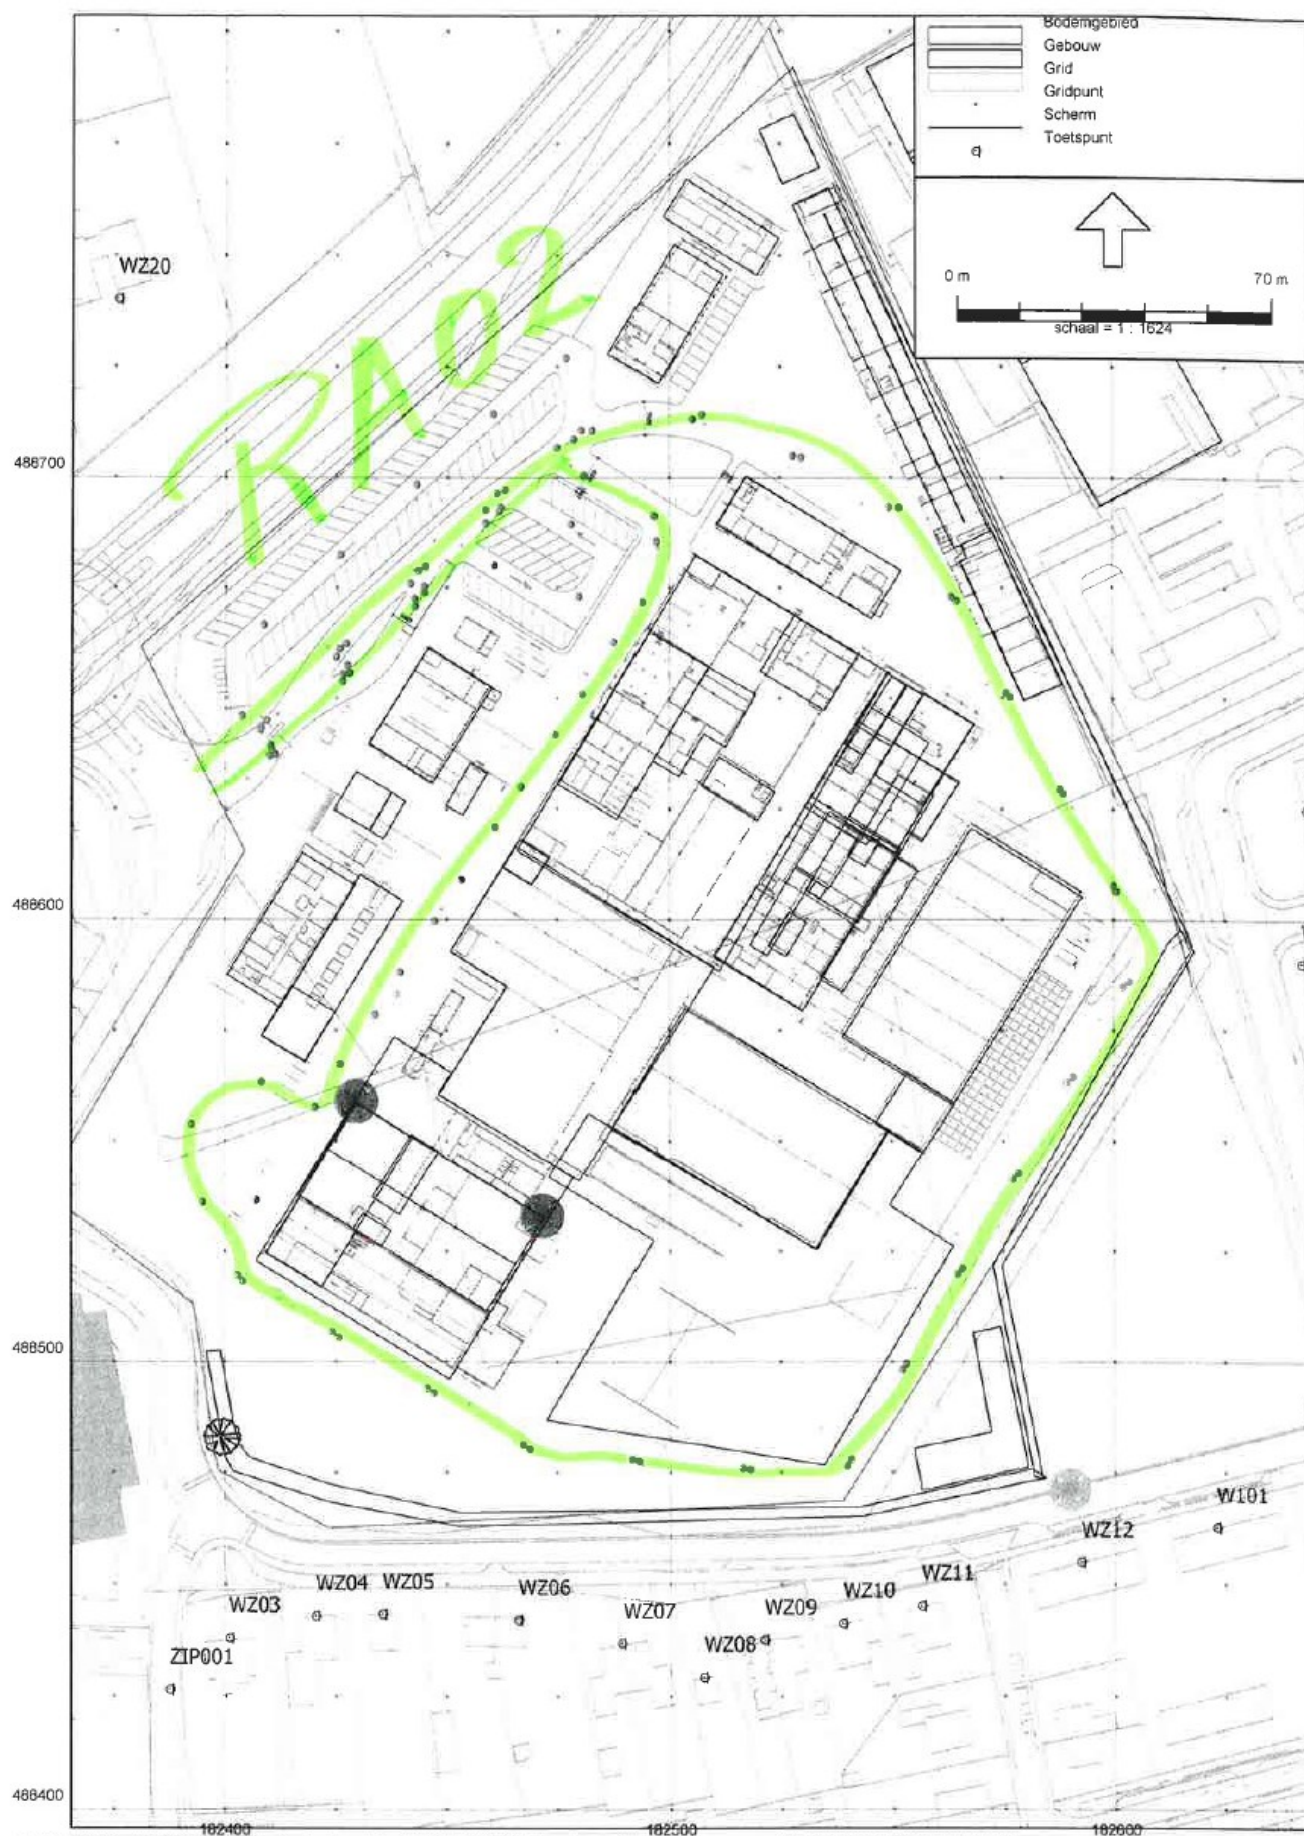 Bodemgebied
Gebouw
Grid
Gridpunt
Scherm
Toetspunt
0 m 70 m
schaal = 1 : 1624
WZ20
RA02
488700
488600
488500
W101
WZ12
WZ11
WZ10
WZ04 WZ05 WZ06
WZ03 WZ07 WZ09
ZIP001 WZ08
488400
182400 182500 182600